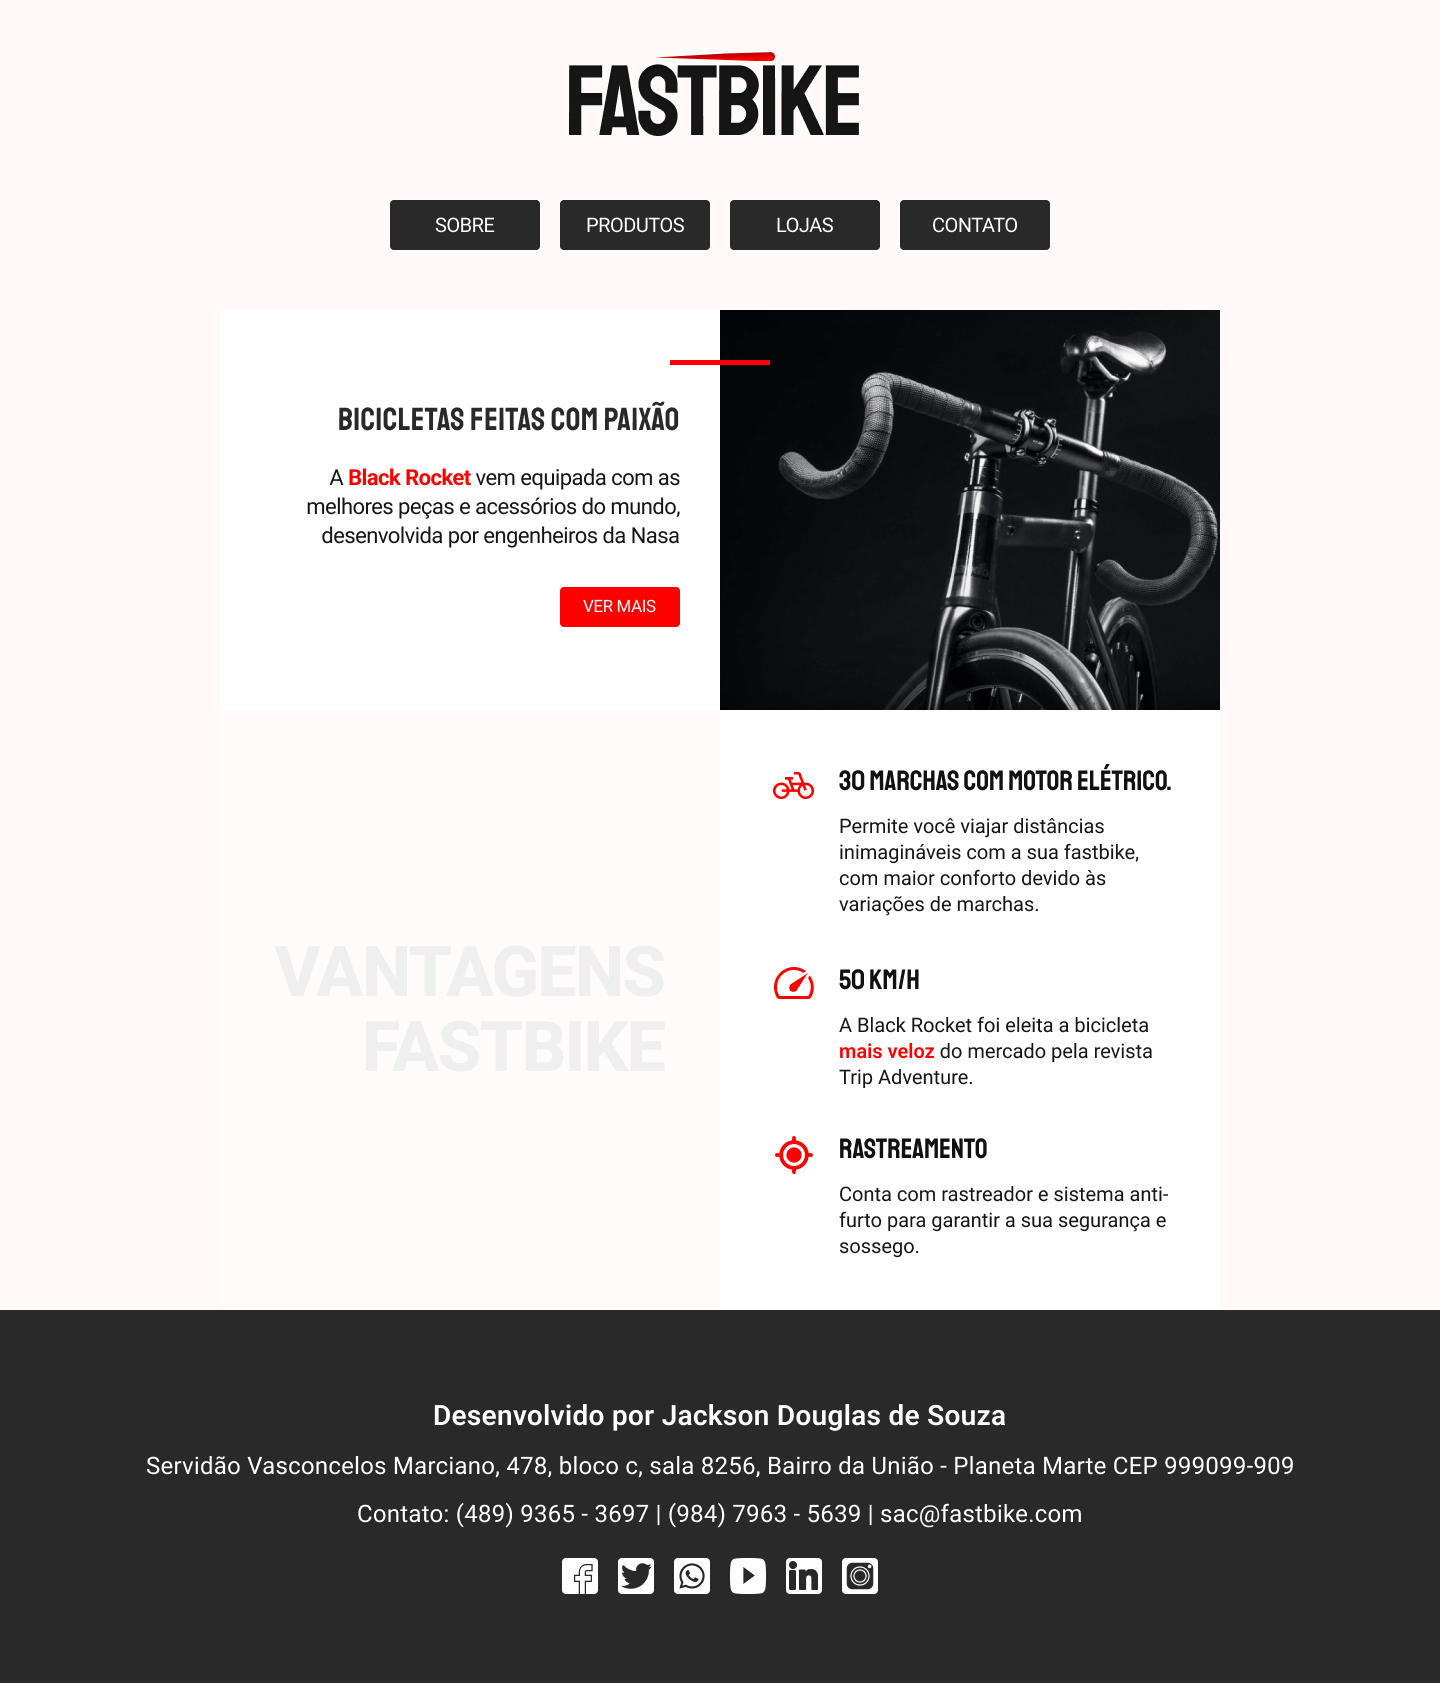 FASTBIKE
SOBRE
PRODUTOS
LOJAS
CONTATO
BICICLETAS FEITAS COM PAIXÃO
A Black Rocket vem equipada com as
melhores peças e acessórios do mundo,
desenvolvida por engenheiros da Nasa
VER MAIS
VANTAGENS
FASTBIKE
30 MARCHAS COM MOTOR ELÉTRICO.
Permite você viajar distâncias
inimagináveis com a sua fastbike,
com maior conforto devido às
variações de marchas.
50 KM/H
A Black Rocket foi eleita a bicicleta
mais veloz do mercado pela revista
Trip Adventure.
RASTREAMENTO
Conta com rastreador e sistema anti-
furto para garantir a sua segurança e
sossego.
Desenvolvido por Jackson Douglas de Souza
Servidão Vasconcelos Marciano, 478, bloco c, sala 8256, Bairro da União - Planeta Marte CEP 999099-909
Contato: (489) 9365 - 3697 | (984) 7963 - 5639 | sac@fastbike.com